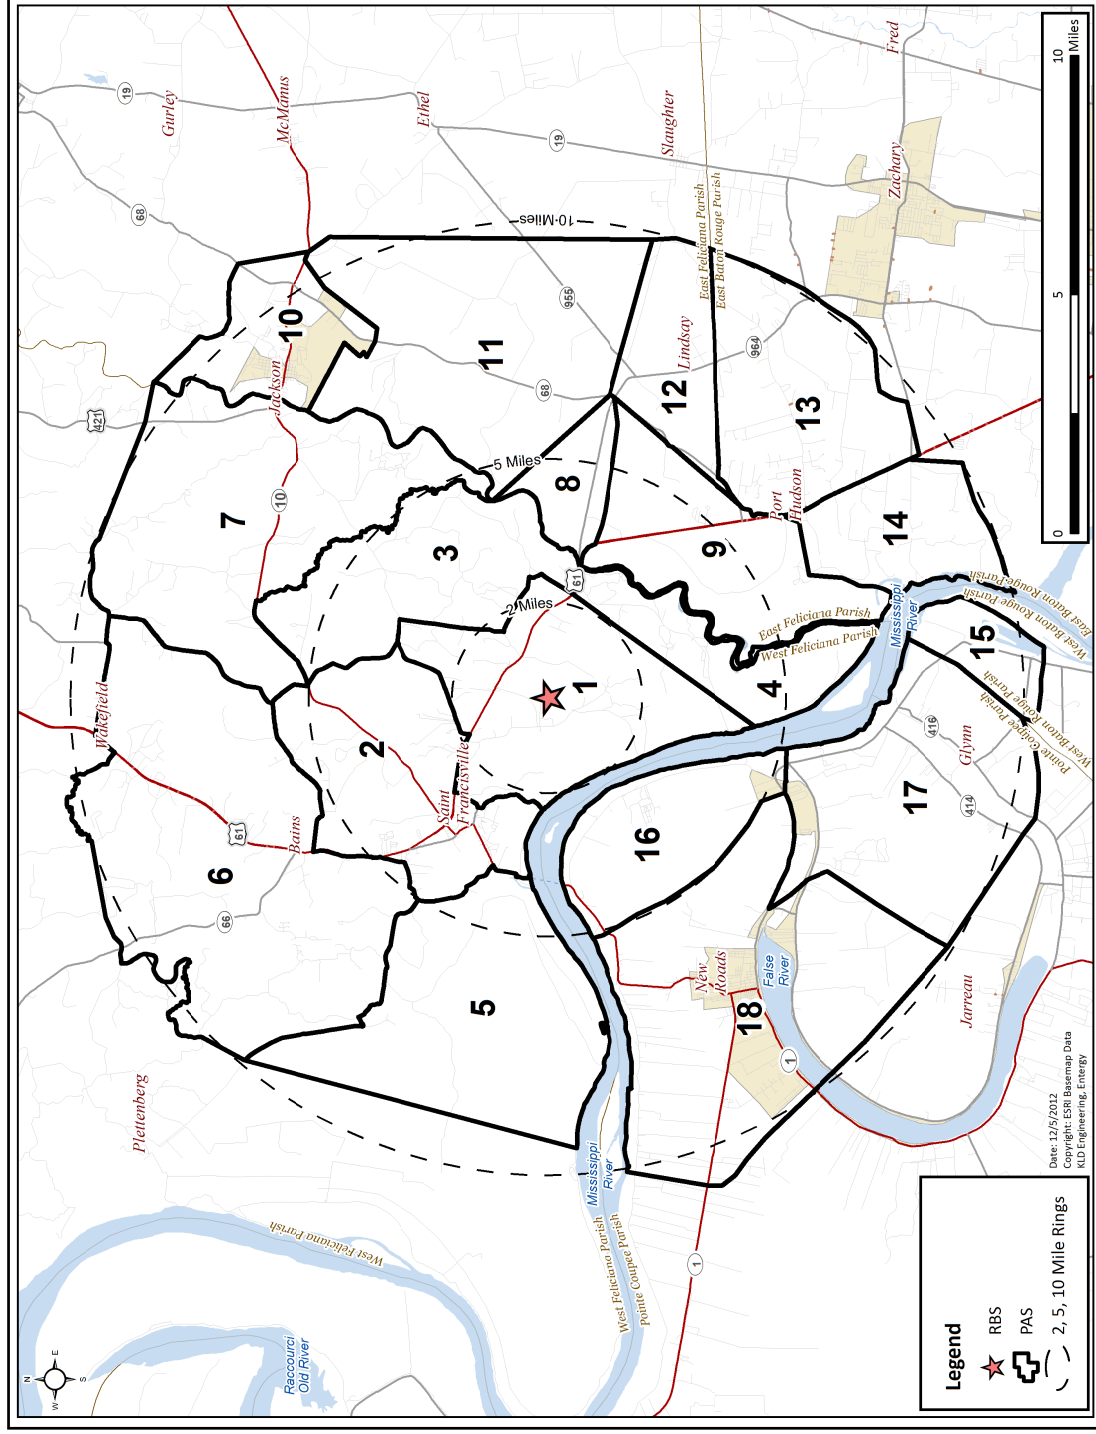 Gurley
McManus
Ethel
Slaughter
Fred
Zachary
19
19
68
10 Miles
955
68
421
10
Jackson
10
11
Lindsay
964
12
13
East Feliciana Parish
East Baton Rouge Parish
7
3
8
5 Miles
9
Port
Hudson
14
61
2 Miles
1
2
4
East Feliciana Parish
West Feliciana Parish
Mississippi
River
15
West Baton Rouge Parish
East Baton Rouge Parish
Pointe Coupee Parish
West Baton Rouge Parish
Wakefield
Bains
61
66
6
Saint
Francisville
5
16
17
416
414
Glynn
New
Roads
18
False
River
1
1
Jarreau
Plettenberg
Mississippi
River
West Feliciana Parish
Pointe Coupee Parish
West Feliciana Parish
Raccourci
Old River
N
E
S
W
0
5
10
Miles
Date: 12/5/2012
Copyright: ESRI Basemap Data
KLD Engineering, Entergy
Legend
RBS
PAS
2, 5, 10 Mile Rings